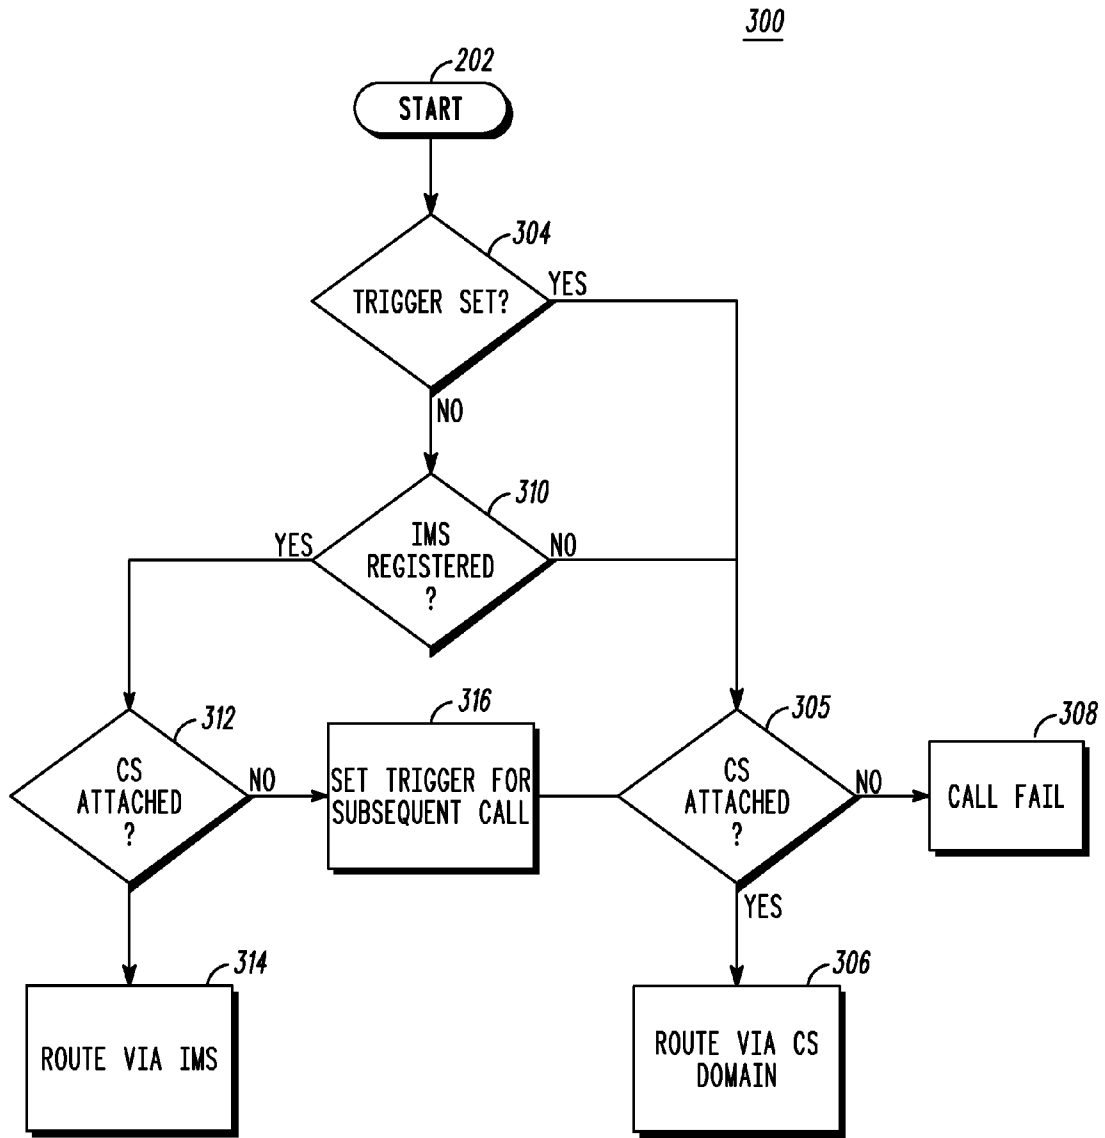 300
202
START
304
TRIGGER SET?
YES
NO
310
IMS
REGISTERED
?
YES
NO
312
CS
ATTACHED
?
NO
316
SET TRIGGER FOR
SUBSEQUENT CALL
305
CS
ATTACHED
?
NO
YES
308
CALL FAIL
314
ROUTE VIA IMS
306
ROUTE VIA CS
DOMAIN